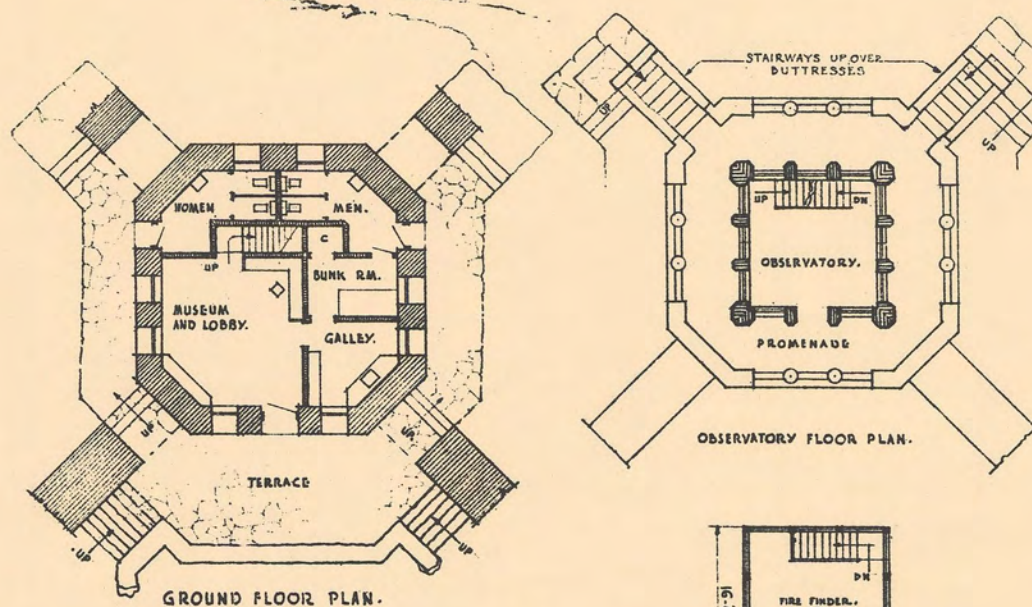 WOMEN
MEN.
UP
C
BUNK RM.
MUSEUM
AND LOBBY.
GALLEY.
UP
UP
TERRACE
UP
UP
GROUND FLOOR PLAN.
STAIRWAYS UP OVER
BUTTRESSES
UP
UP
UP
DN
OBSERVATORY.
PROMENADE
OBSERVATORY FLOOR PLAN.
DN
FIRE FINDER.